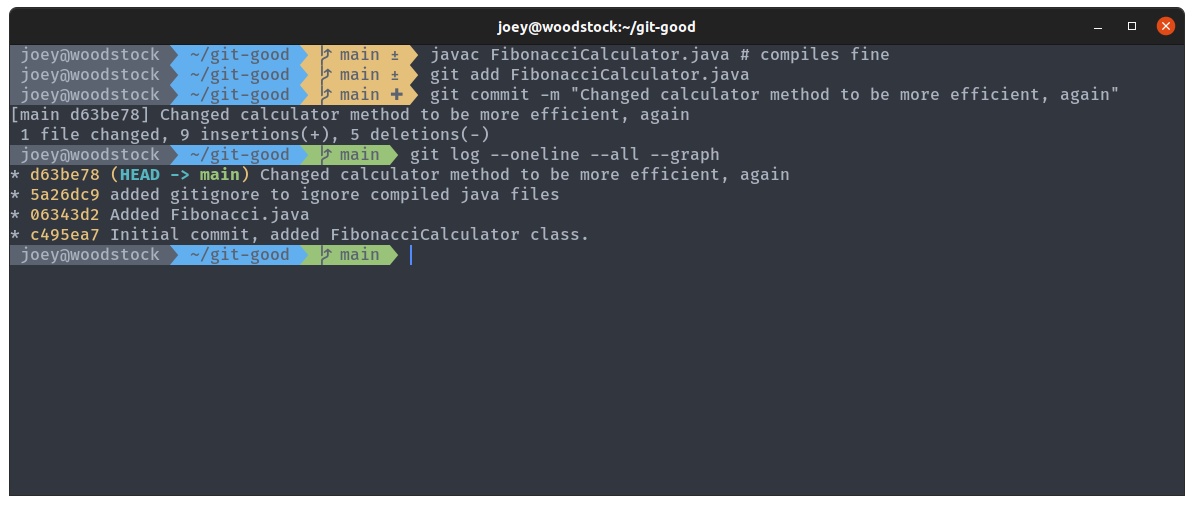 joey@woodstock:~/git-good
joey@woodstock ~/git-good main ± javac FibonacciCalculator.java # compiles fine
joey@woodstock ~/git-good main ± git add FibonacciCalculator.java
joey@woodstock ~/git-good main ✚ git commit -m "Changed calculator method to be more efficient, again"
[main d63be78] Changed calculator method to be more efficient, again
1 file changed, 9 insertions(+), 5 deletions(-)
joey@woodstock ~/git-good main git log --oneline --all --graph
* d63be78 (HEAD -> main) Changed calculator method to be more efficient, again
* 5a26dc9 added gitignore to ignore compiled java files
* 06343d2 Added Fibonacci.java
* c495ea7 Initial commit, added FibonacciCalculator class.
joey@woodstock ~/git-good main